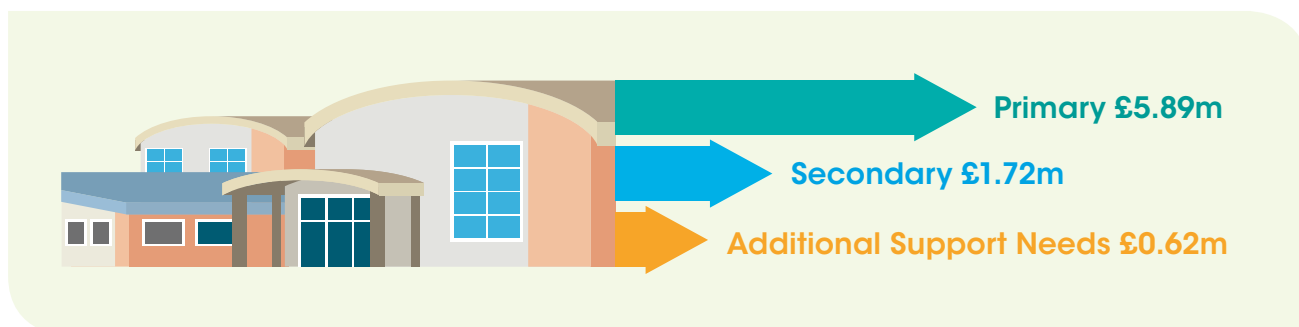 Primary £5.89m
Secondary £1.72m
Additional Support Needs £0.62m